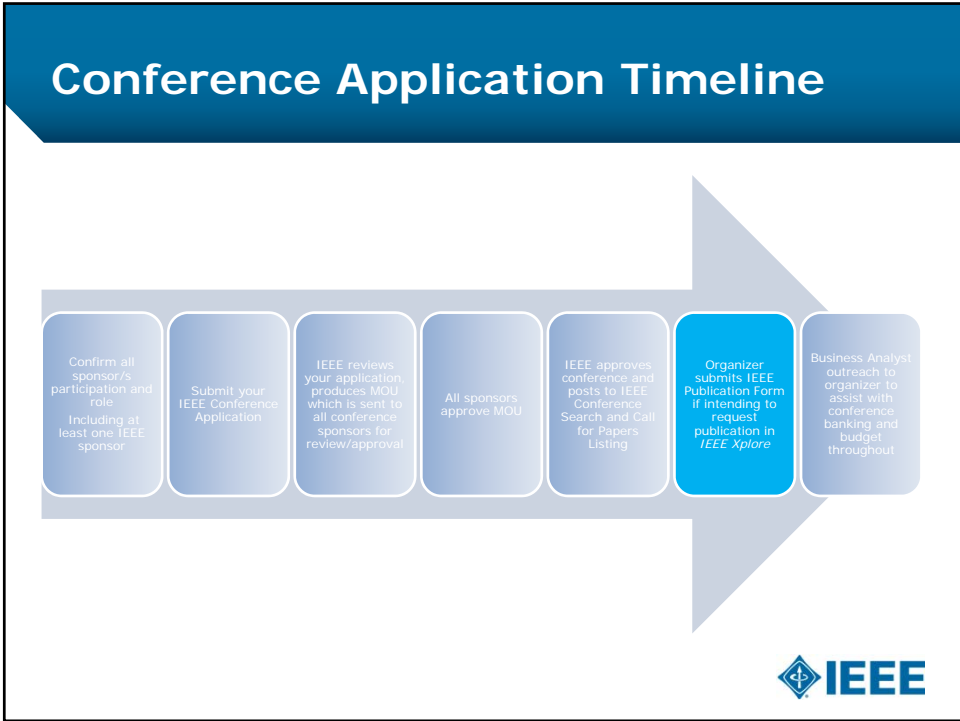 Conference Application Timeline
Confirm all
sponsor/s
participation and
role
Including at
least one IEEE
sponsor
Submit your
IEEE Conference
Application
IEEE reviews
your application,
produces MOU
which is sent to
all conference
sponsors for
review/approval
All sponsors
approve MOU
IEEE approves
conference and
posts to IEEE
Conference
Search and Call
for Papers
Listing
Organizer
submits IEEE
Publication Form
if intending to
request
publication in
IEEE Xplore
Business Analyst
outreach to
organizer to
assist with
conference
banking and
budget
throughout
IEEE